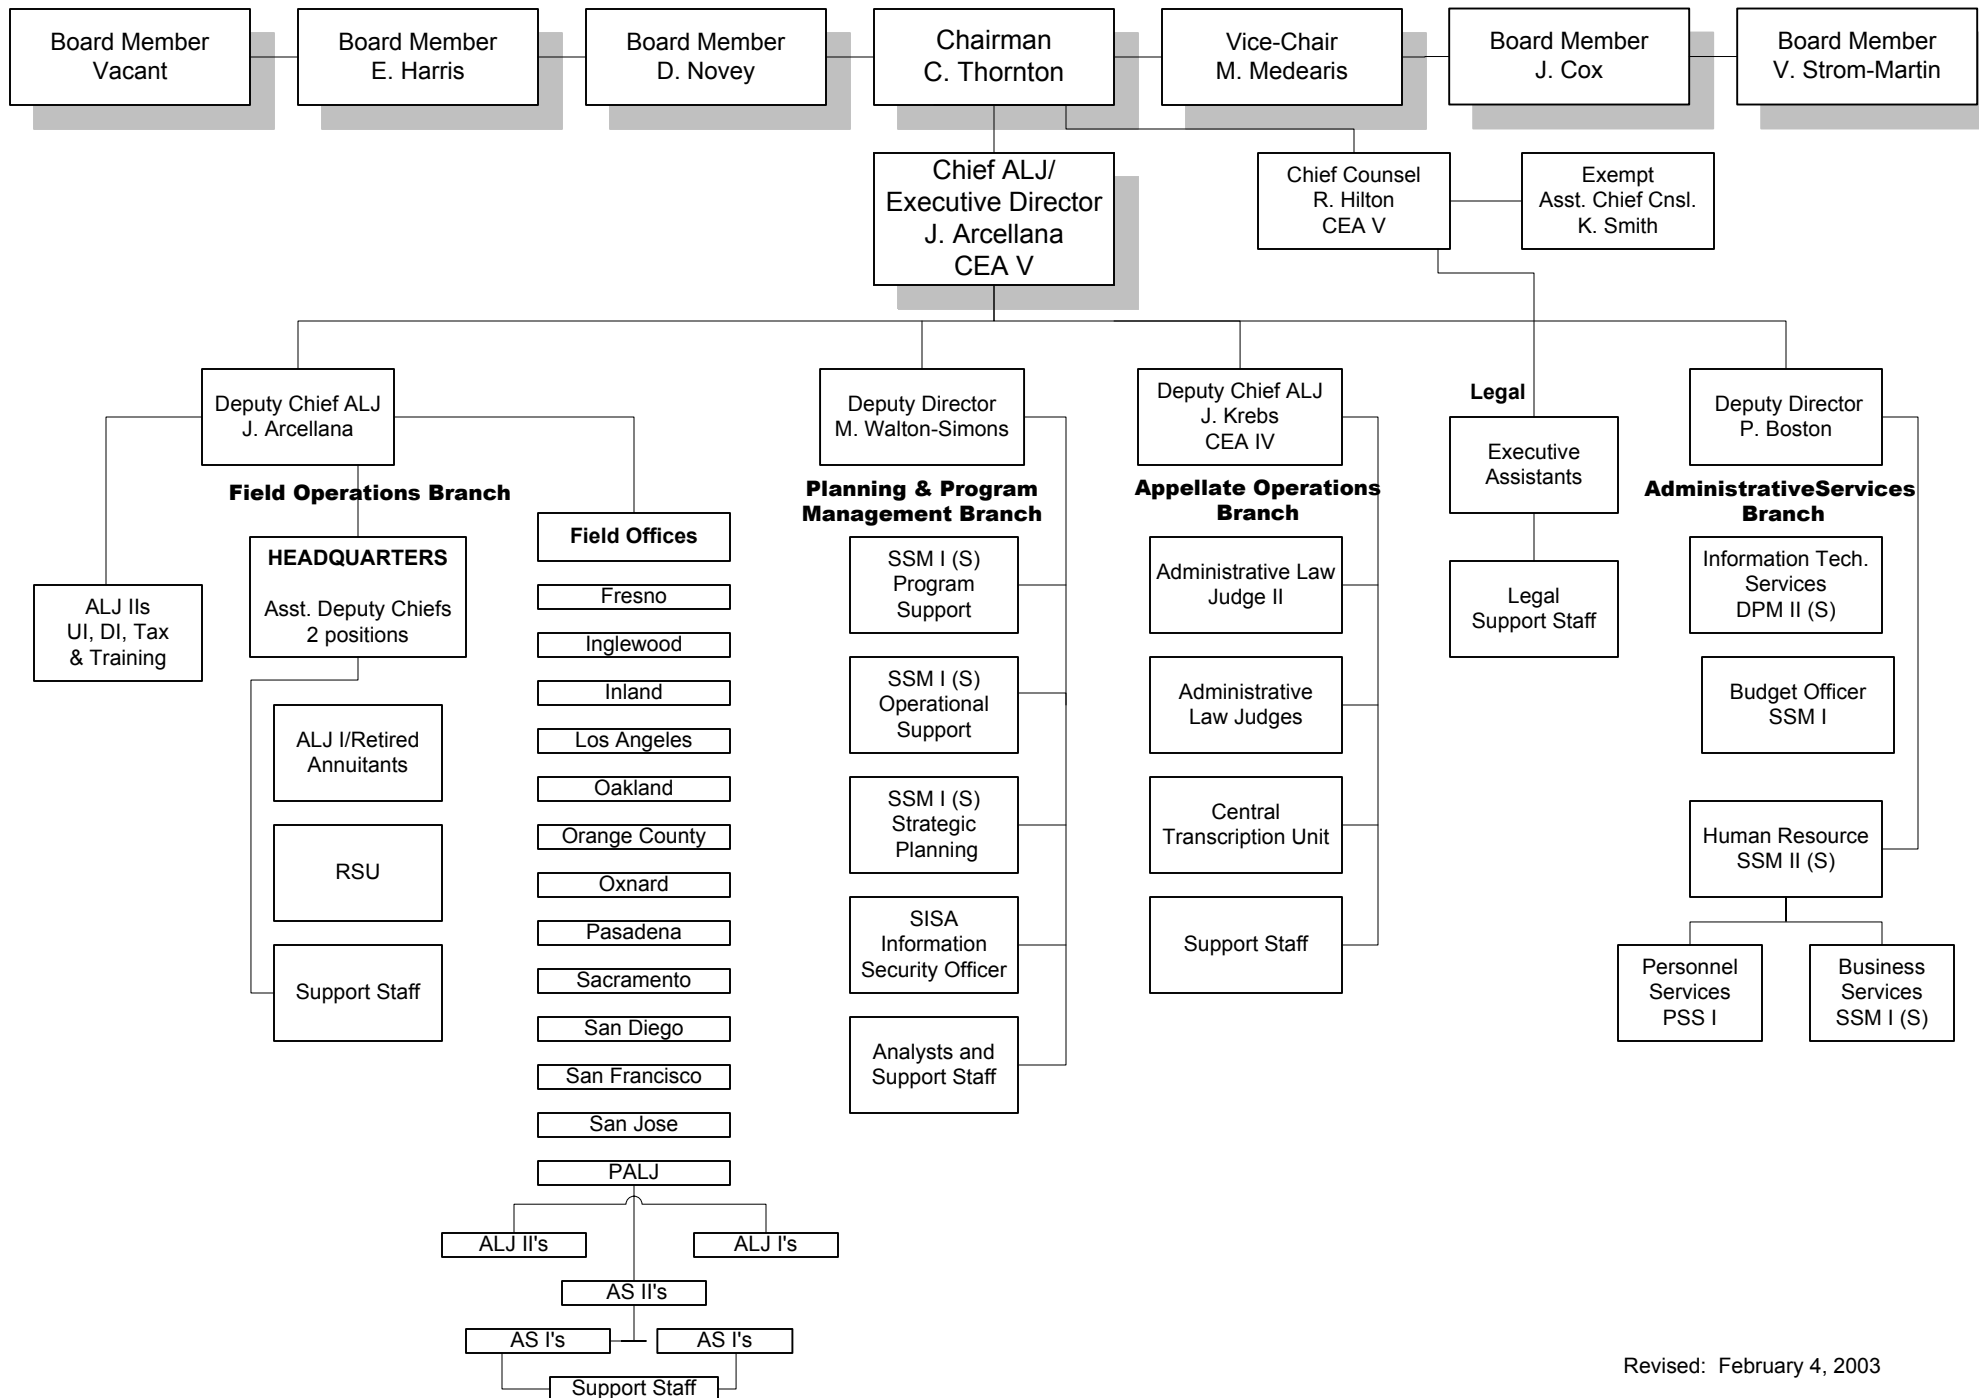 Board Member
Vacant
Board Member
E. Harris
Board Member
D. Novey
Chairman
C. Thornton
Vice-Chair
M. Medearis
Board Member
J. Cox
Board Member
V. Strom-Martin
Chief ALJ/
Executive Director
J. Arcellana
CEA V
Chief Counsel
R. Hilton
CEA V
Exempt
Asst. Chief Cnsl.
K. Smith
Deputy Chief ALJ
J. Arcellana
Field Operations Branch
ALJ IIs
UI, DI, Tax
& Training
HEADQUARTERS
Asst. Deputy Chiefs
2 positions
ALJ I/Retired
Annuitants
RSU
Support Staff
Field Offices
Fresno
Inglewood
Inland
Los Angeles
Oakland
Orange County
Oxnard
Pasadena
Sacramento
San Diego
San Francisco
San Jose
PALJ
ALJ II's
ALJ I's
AS II's
AS I's
AS I's
Support Staff
Deputy Director
M. Walton-Simons
Planning & Program
Management Branch
SSM I (S)
Program
Support
SSM I (S)
Operational
Support
SSM I (S)
Strategic
Planning
SISA
Information
Security Officer
Analysts and
Support Staff
Deputy Chief ALJ
J. Krebs
CEA IV
Appellate Operations
Branch
Administrative Law
Judge II
Administrative
Law Judges
Central
Transcription Unit
Support Staff
Legal
Executive
Assistants
Legal
Support Staff
Deputy Director
P. Boston
AdministrativeServices
Branch
Information Tech.
Services
DPM II (S)
Budget Officer
SSM I
Human Resource
SSM II (S)
Personnel
Services
PSS I
Business
Services
SSM I (S)
Revised: February 4, 2003